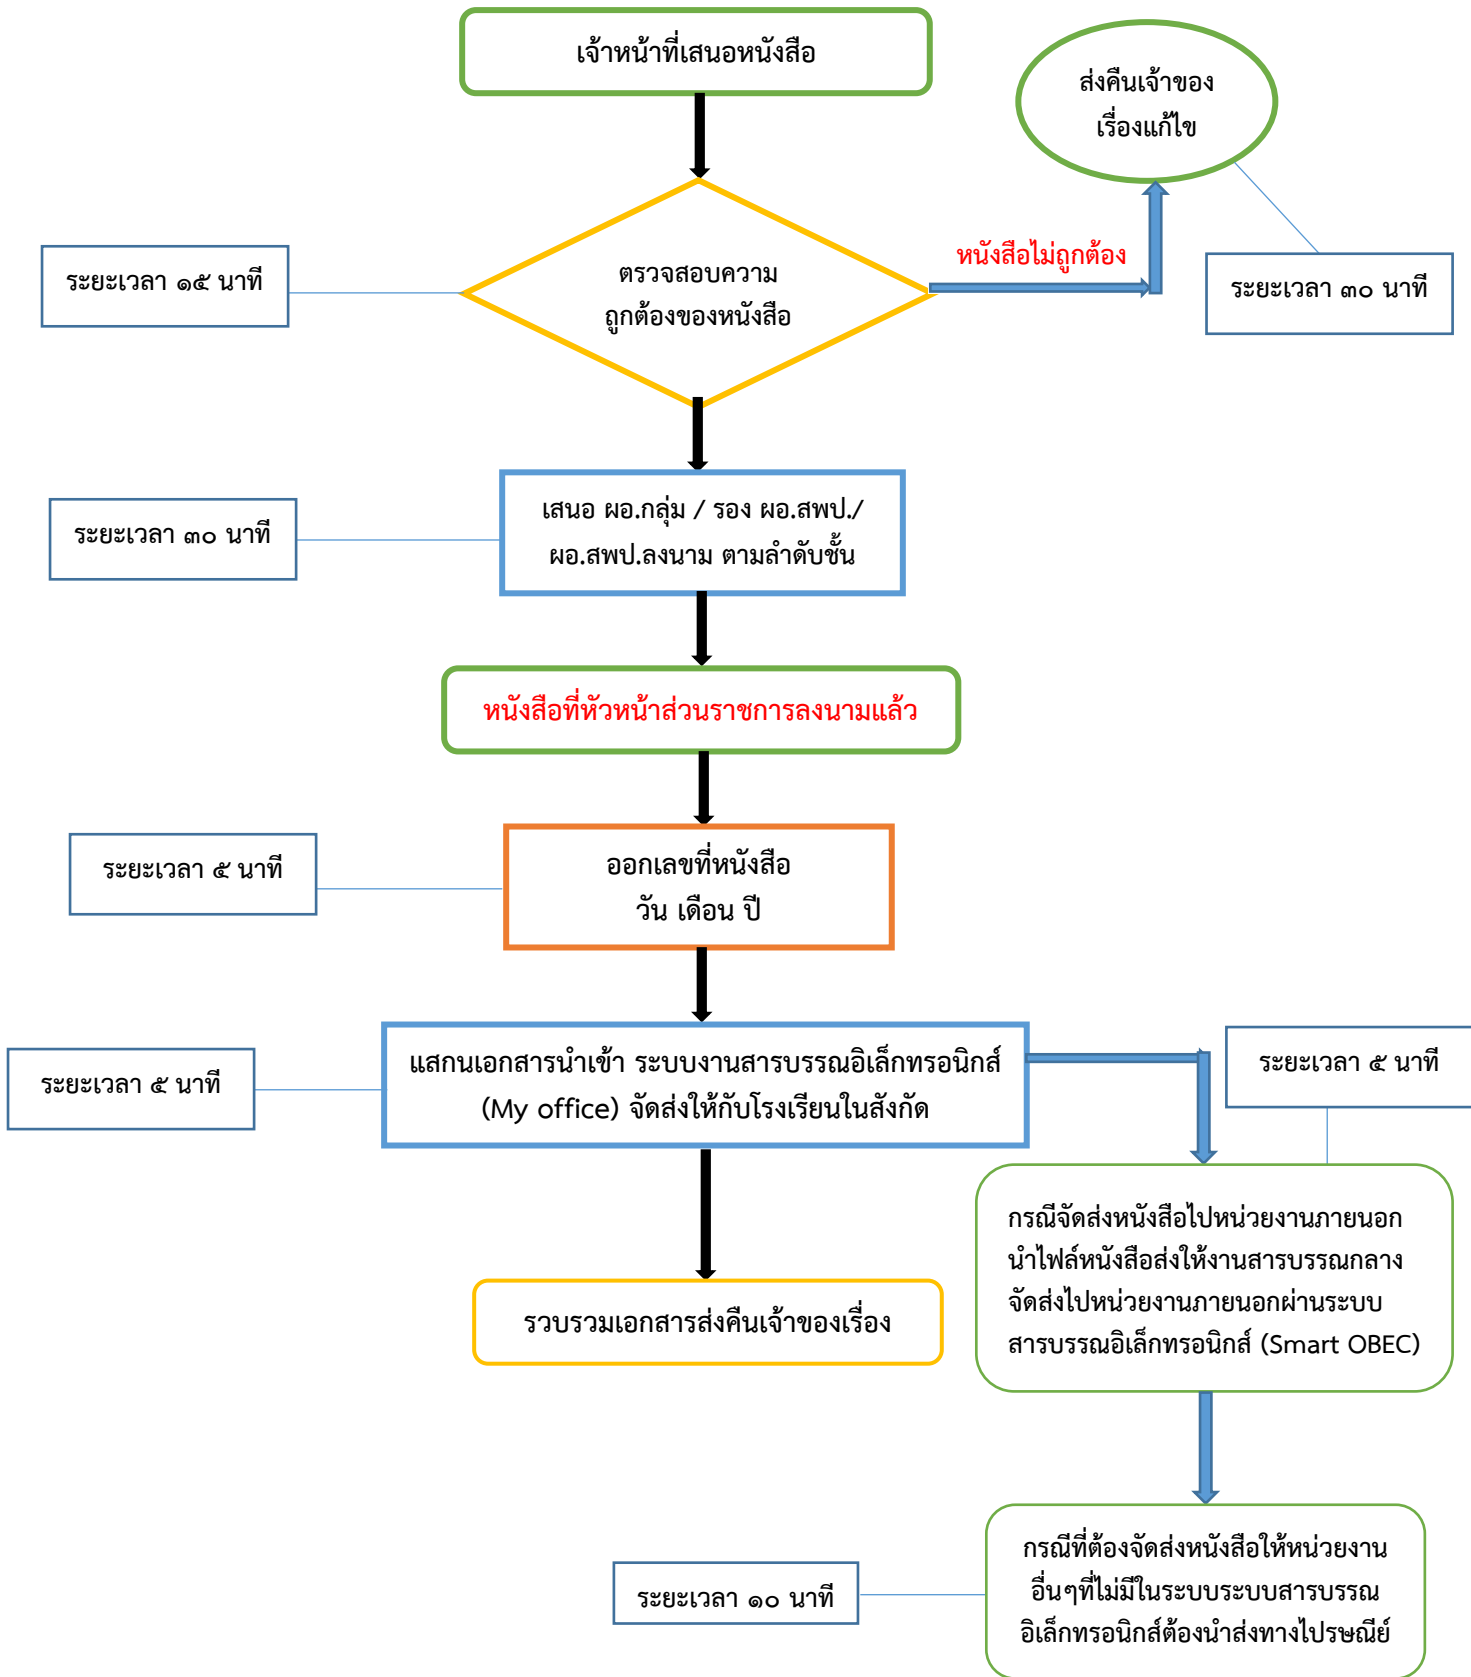 เจ้าหน้าที่เสนอหนังสือ
ส่งคืนเจ้าของ
เรื่องแก้ไข
หนังสือไม่ถูกต้อง
ระยะเวลา ๑๕ นาที
ตรวจสอบความ
ถูกต้องของหนังสือ
ระยะเวลา ๓๐ นาที
เสนอ ผอ.กลุ่ม / รอง ผอ.สพป./
ผอ.สพป.ลงนาม ตามลำดับชั้น
ระยะเวลา ๓๐ นาที
หนังสือที่หัวหน้าส่วนราชการลงนามแล้ว
ออกเลขที่หนังสือ
วัน เดือน ปี
ระยะเวลา ๕ นาที
แสกนเอกสารนำเข้า ระบบงานสารบรรณอิเล็กทรอนิกส์
(My office) จัดส่งให้กับโรงเรียนในสังกัด
ระยะเวลา ๕ นาที
ระยะเวลา ๕ นาที
กรณีจัดส่งหนังสือไปหน่วยงานภายนอก
นำไฟล์หนังสือส่งให้งานสารบรรณกลาง
จัดส่งไปหน่วยงานภายนอกผ่านระบบ
สารบรรณอิเล็กทรอนิกส์ (Smart OBEC)
รวบรวมเอกสารส่งคืนเจ้าของเรื่อง
กรณีที่ต้องจัดส่งหนังสือให้หน่วยงาน
อื่นๆที่ไม่มีในระบบระบบสารบรรณ
อิเล็กทรอนิกส์ต้องนำส่งทางไปรษณีย์
ระยะเวลา ๑๐ นาที